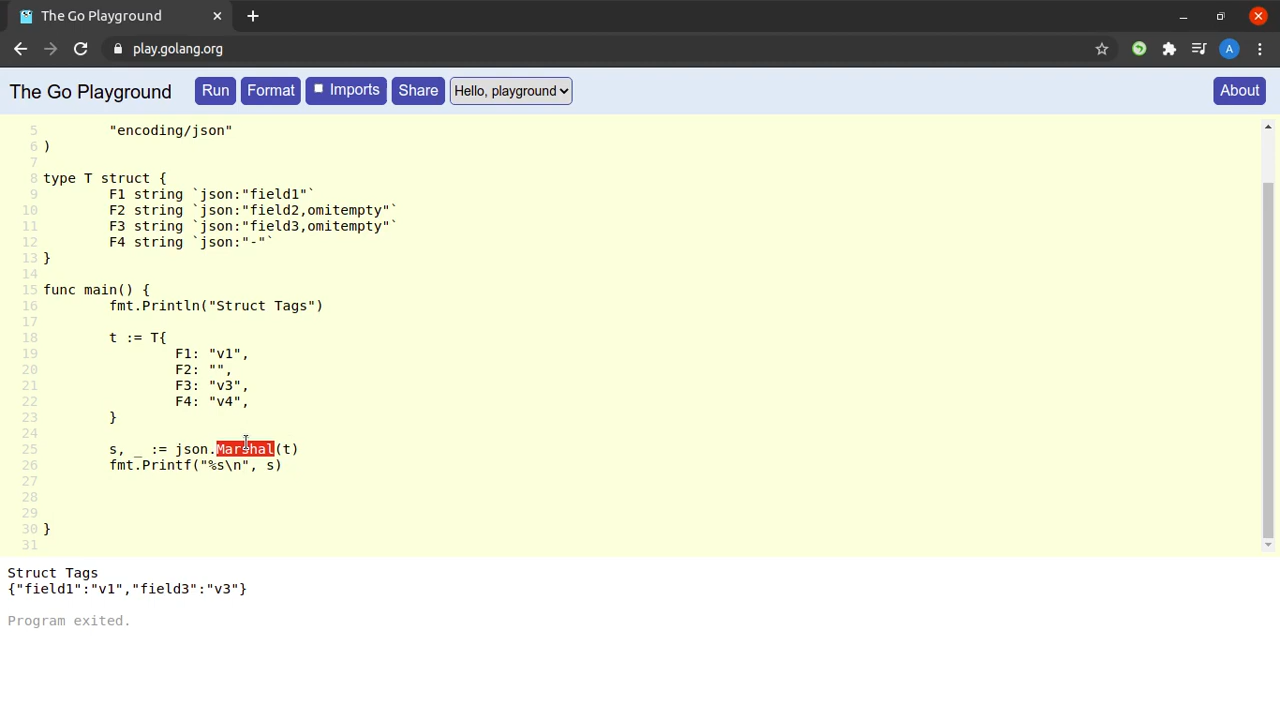 The Go Playground
play.golang.org
A
The Go Playground Run Format Imports Share Hello, playground About
5 "encoding/json"
6 )
7
8 type T struct {
9 F1 string `json:"field1"`
10 F2 string `json:"field2,omitempty"`
11 F3 string `json:"field3,omitempty"`
12 F4 string `json:"-"`
13 }
14
15 func main() {
16 fmt.Println("Struct Tags")
17
18 t := T{
19 F1: "v1",
20 F2: "",
21 F3: "v3",
22 F4: "v4",
23 }
24
25 s, _ := json.Marshal(t)
26 fmt.Printf("%s\n", s)
27
28
29
30 }
31
Struct Tags
{"field1":"v1","field3":"v3"}
Program exited.